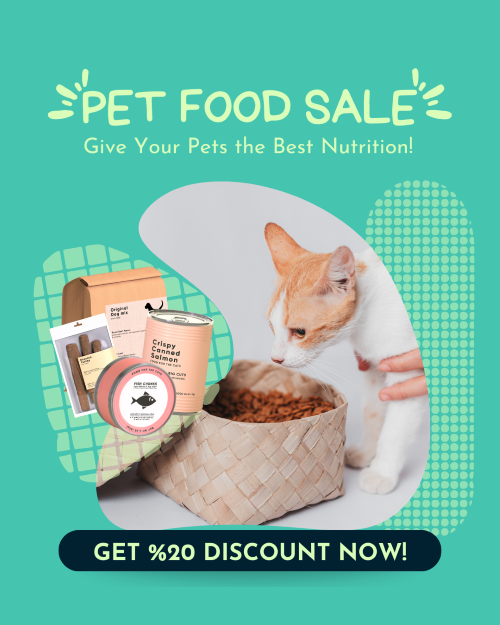 PET FOOD SALE
Give Your Pets the Best Nutrition!
Original
Dog Mix
Crispy
Canned
Salmon
FISH CORNED
GET %20 DISCOUNT NOW!